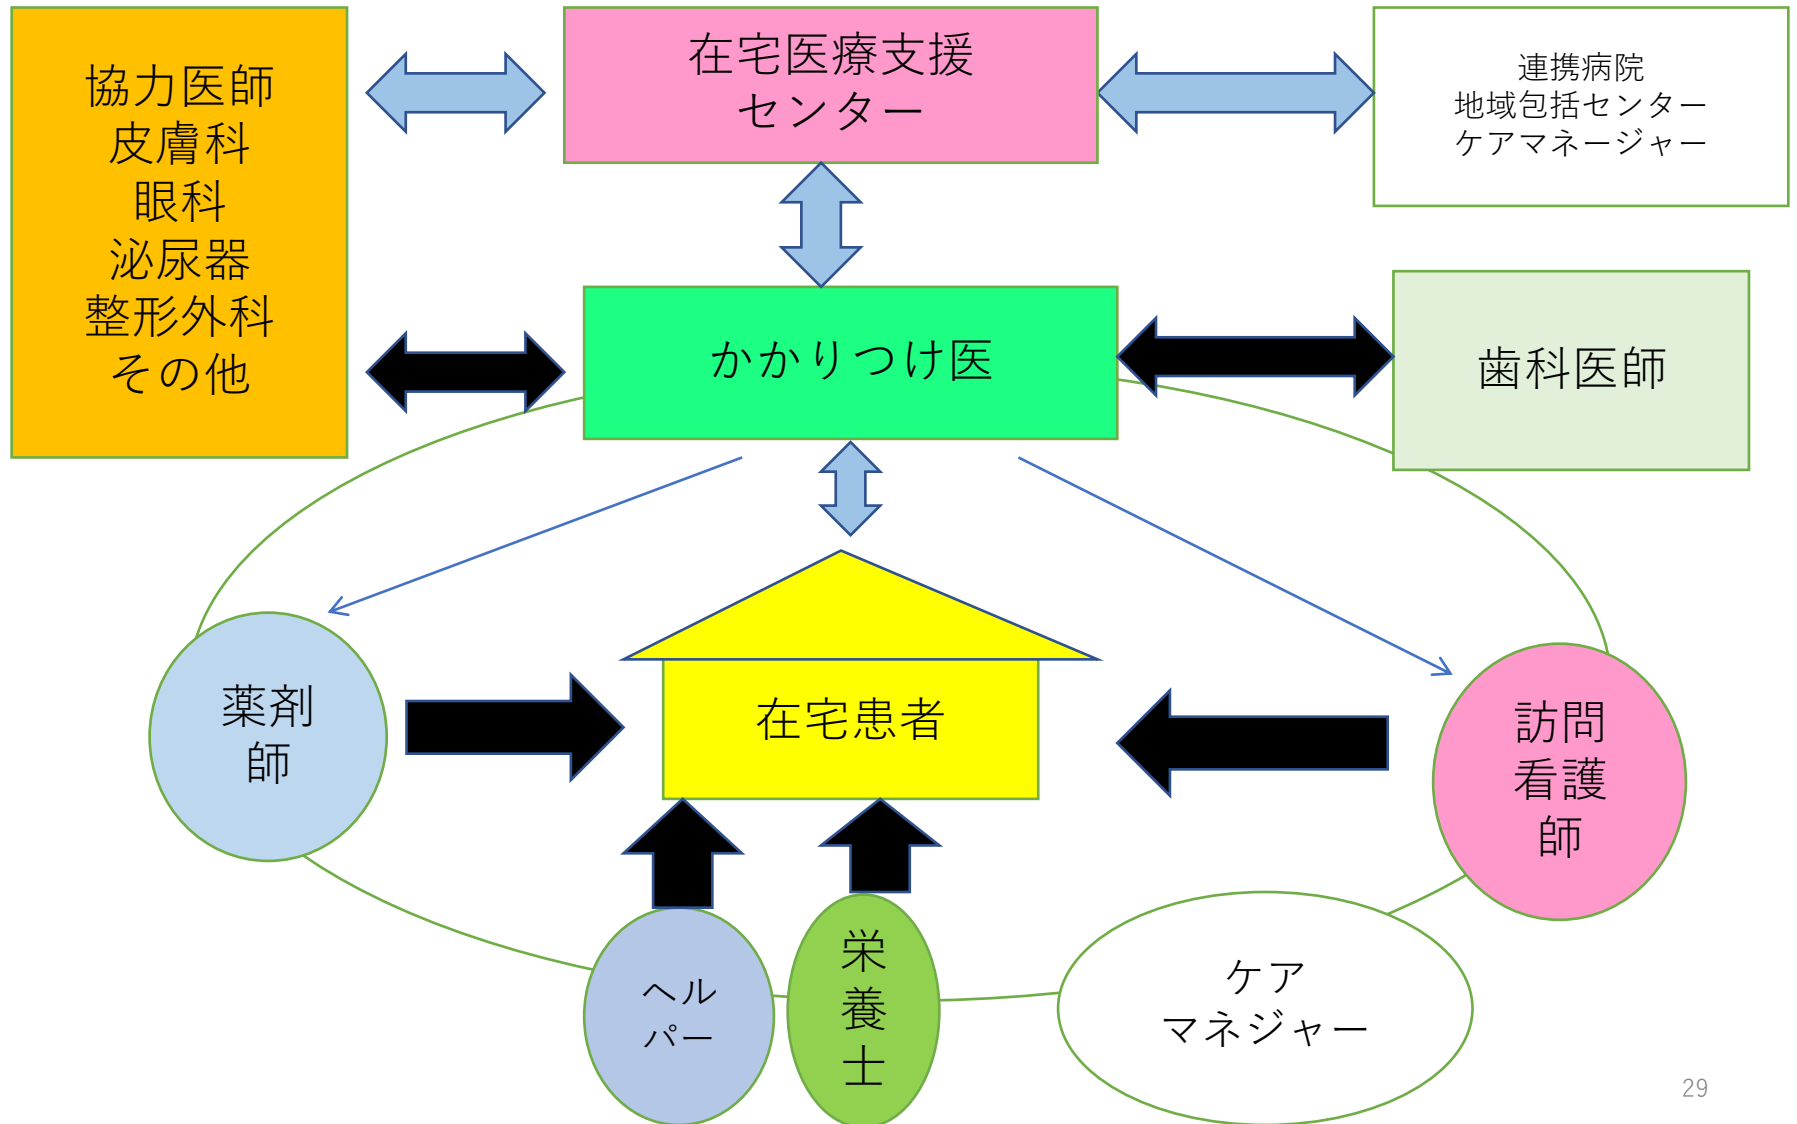 協力医師
皮膚科
眼科
泌尿器
整形外科
その他
在宅医療支援
センター
連携病院
地域包括センター
ケアマネージャー
かかりつけ医
歯科医師
薬剤
師
在宅患者
訪問
看護
師
ヘル
パー
栄
養
士
ケア
マネジャー
29